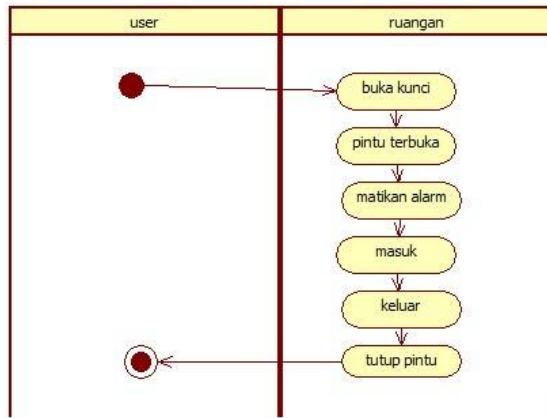 user
ruangan
buka kunci
pintu terbuka
matikan alarm
masuk
keluar
tutup pintu